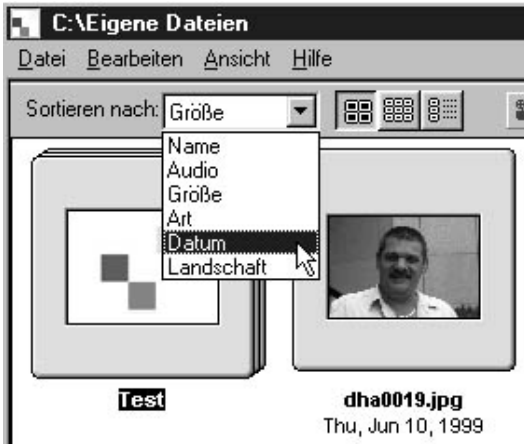 C:\Eigene Dateien
Datei Bearbeiten Ansicht Hilfe
Sortieren nach: Größe
Name
Audio
Größe
Art
Datum
Landschaft
Test
dha0019.jpg
Thu, Jun 10, 1999